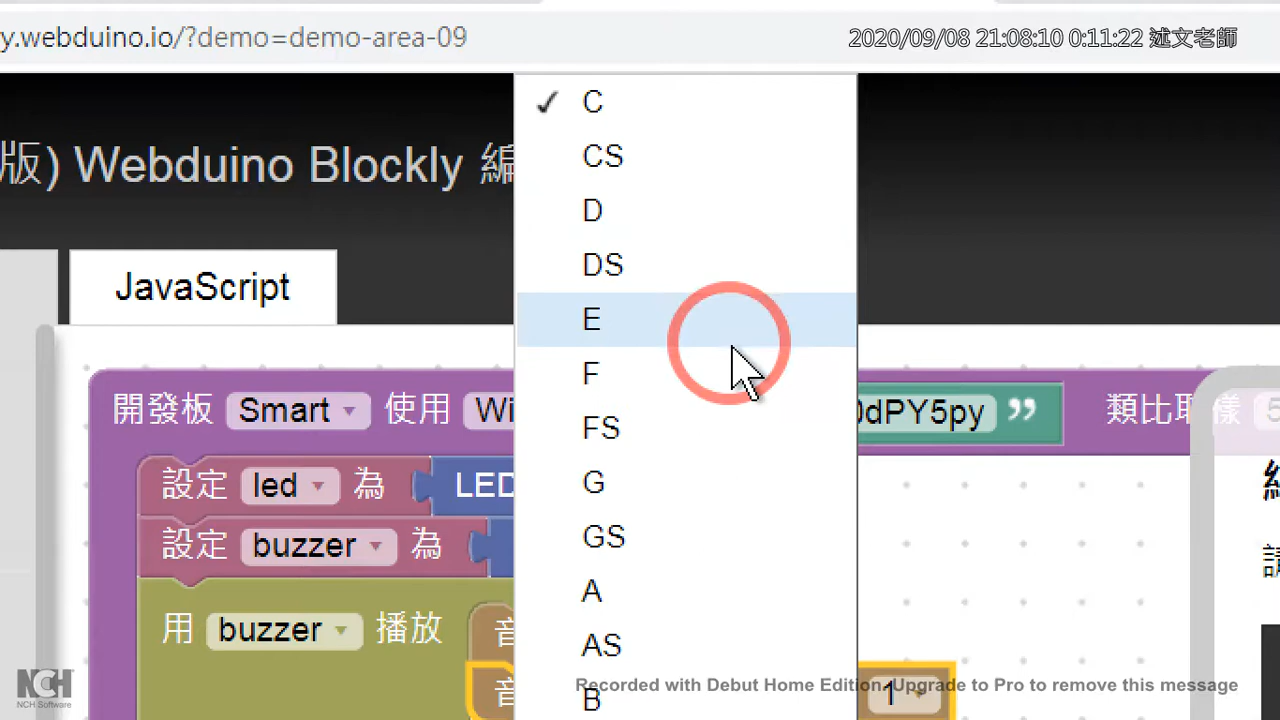 y.webduino.io/?demo=demo-area-09
2020/09/08 21:08:10 0:11:22 述文老師
版) Webduino Blockly 編
JavaScript
C
CS
D
DS
E
F
FS
G
GS
A
AS
B
開發板 Smart 使用 Wi
dPY5py ” 類比取樣 5
設定 led 為 LED
設定 buzzer 為
用 buzzer 播放 音
音 1
請
NCH
NCH Software
Recorded with Debut Home Edition. Upgrade to Pro to remove this message